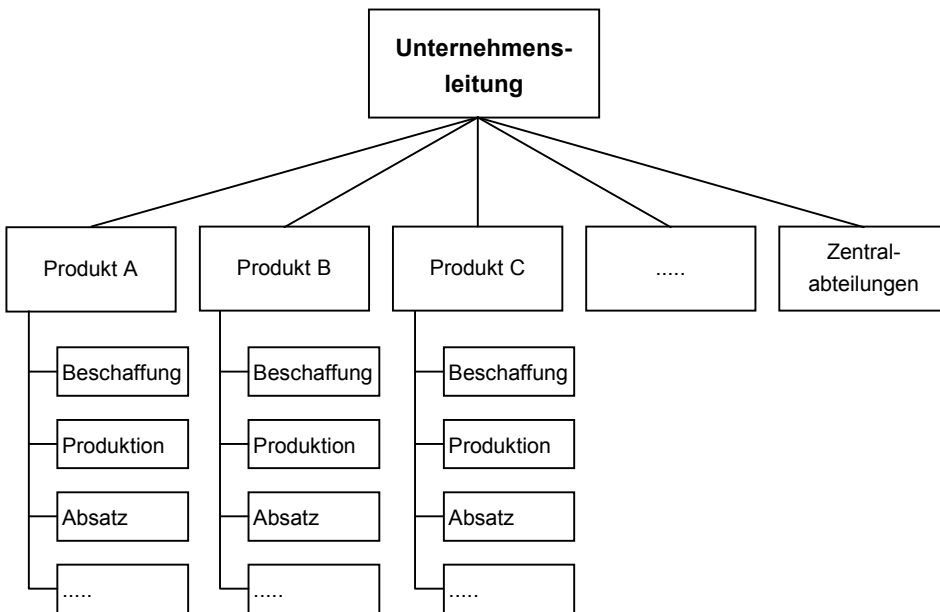 Unternehmens-
leitung
Produkt A
Produkt B
Produkt C
.....
Zentral-
abteilungen
Beschaffung
Beschaffung
Beschaffung
Produktion
Produktion
Produktion
Absatz
Absatz
Absatz
.....
.....
.....